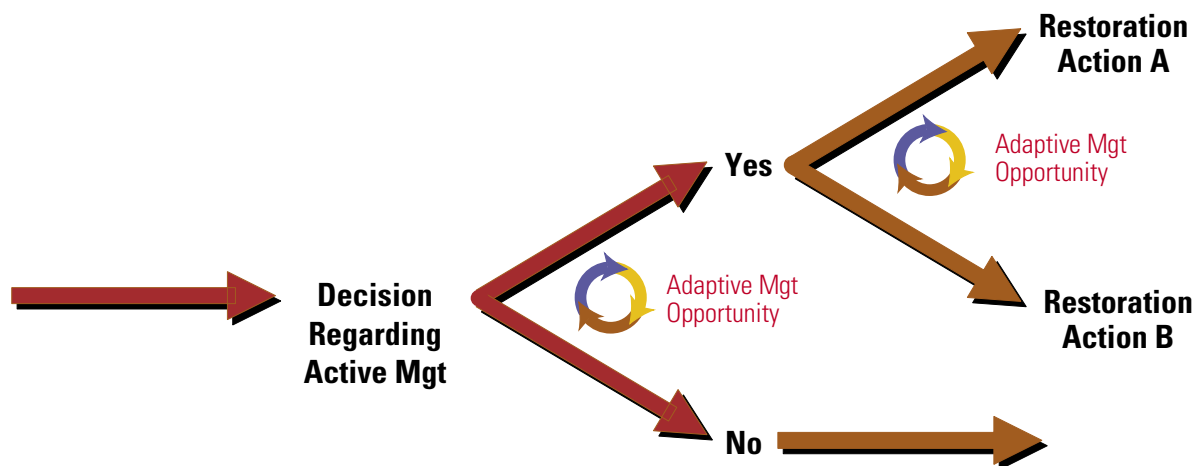 Decision
Regarding
Active Mgt
Adaptive Mgt
Opportunity
Yes
No
Adaptive Mgt
Opportunity
Restoration
Action A
Restoration
Action B